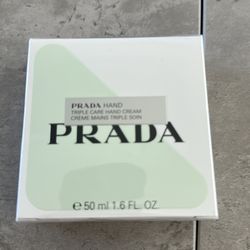 PRADA HAND
TRIPLE CARE HAND CREAM
CRÈME MAINS TRIPLE SOIN
PRADA
℮ 50 ml 1.6 FL. OZ.